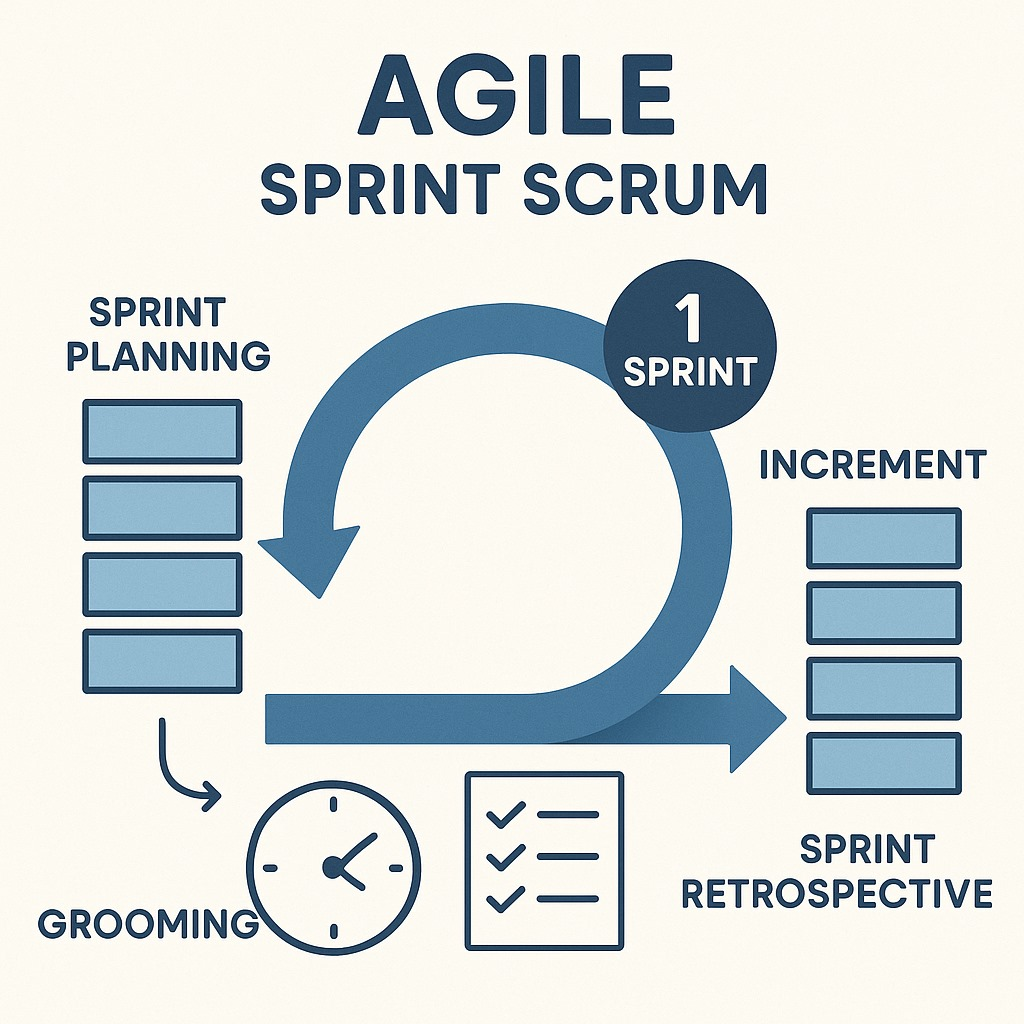 AGILE
SPRINT SCRUM
SPRINT
PLANNING
1
SPRINT
INCREMENT
GROOMING
SPRINT
RETROSPECTIVE